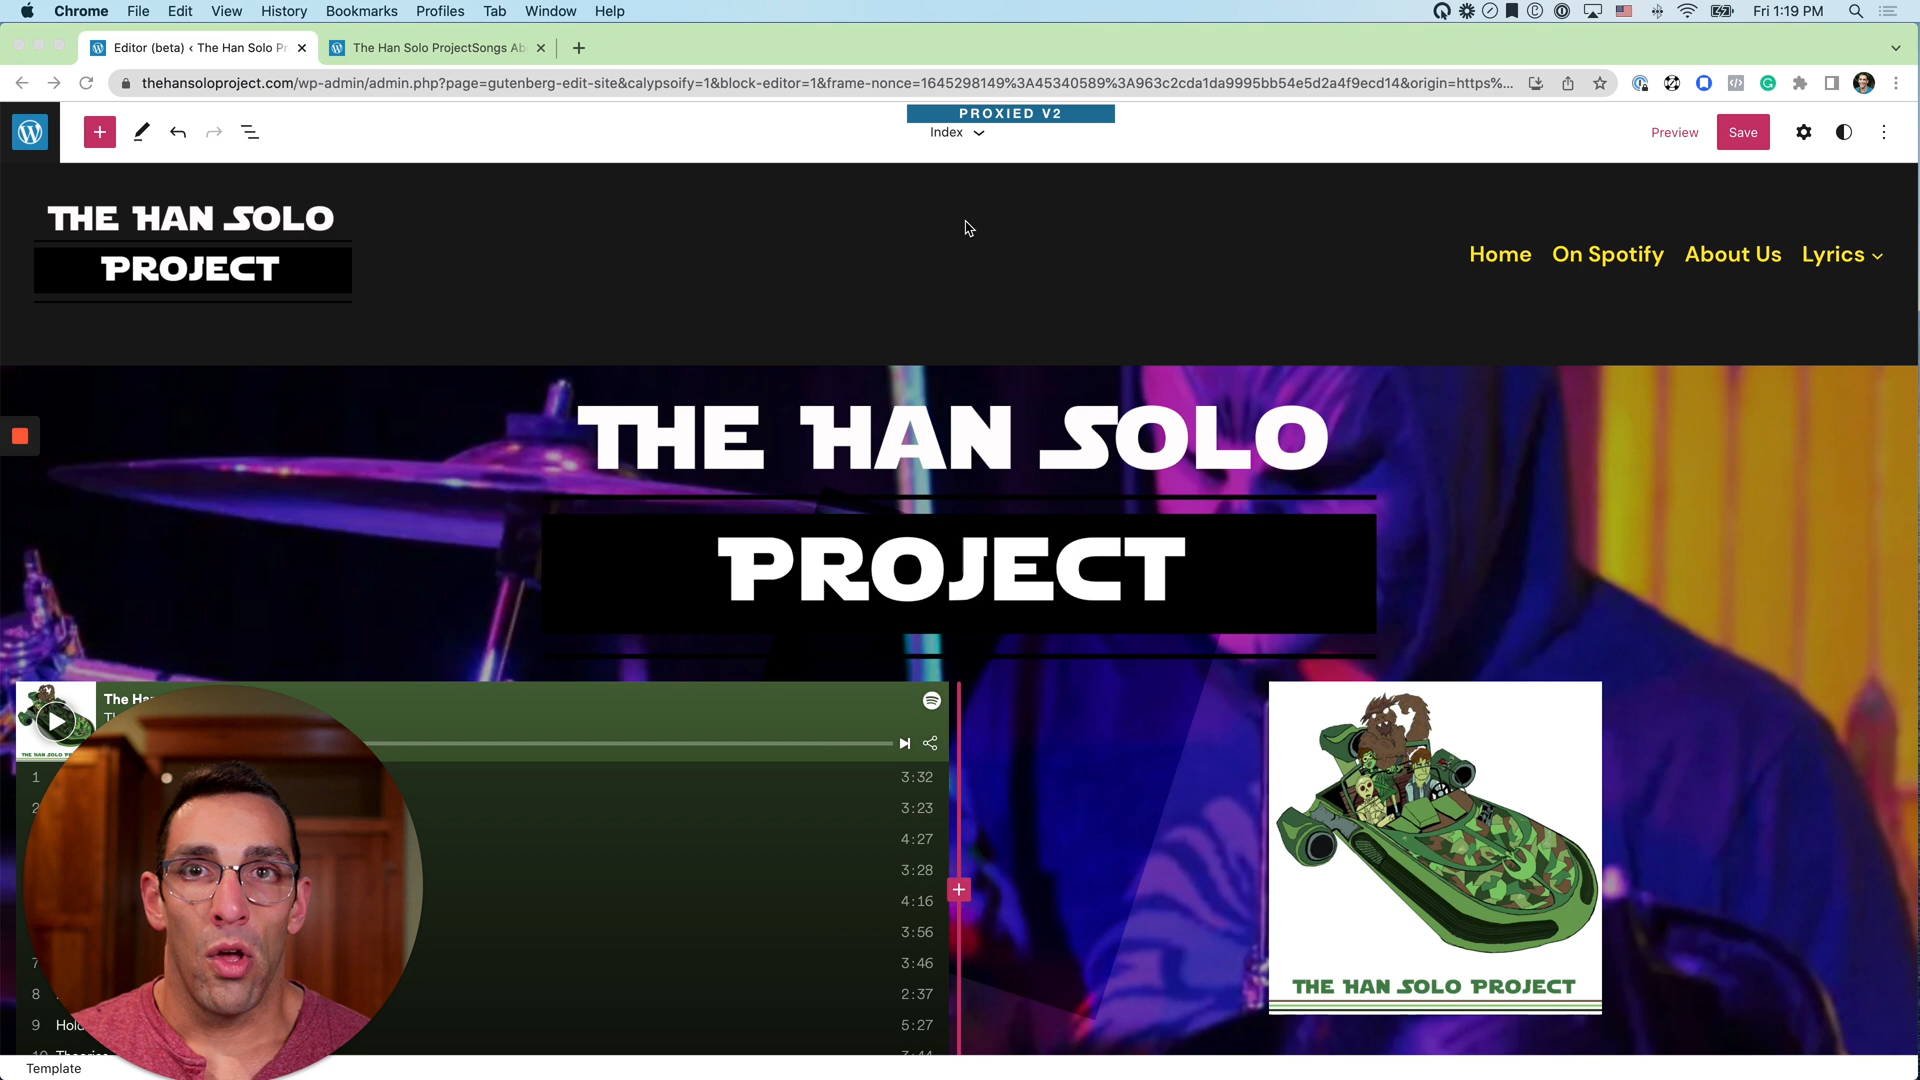 Chrome File Edit View History Bookmarks Profiles Tab Window Help
Fri 1:19 PM
Editor (beta) ‹ The Han Solo Pr
The Han Solo ProjectSongs Ab
thehansoloproject.com/wp-admin/admin.php?page=gutenberg-edit-site&calypsoify=1&block-editor=1&frame-nonce=1645298149%3A45340589%3A963c2cda1da9995bb54e5d2a4f9ecd14&origin=https%...
PROXIED V2
Index
Preview Save
THE HAN SOLO
PROJECT
Home On Spotify About Us Lyrics
THE HAN SOLO
PROJECT
The Ha
1 3:32
2 3:23
4:27
3:28
4:16
3:56
7 3:46
8 2:37
9 Hold 5:27
THE HAN SOLO PROJECT
Template